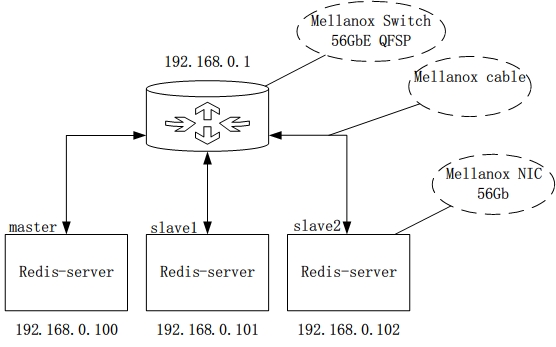 Mellanox Switch
56GbE QFSP
192.168.0.1
Mellanox cable
Mellanox NIC
56Gb
master
slave1
slave2
Redis-server
Redis-server
Redis-server
192.168.0.100
192.168.0.101
192.168.0.102